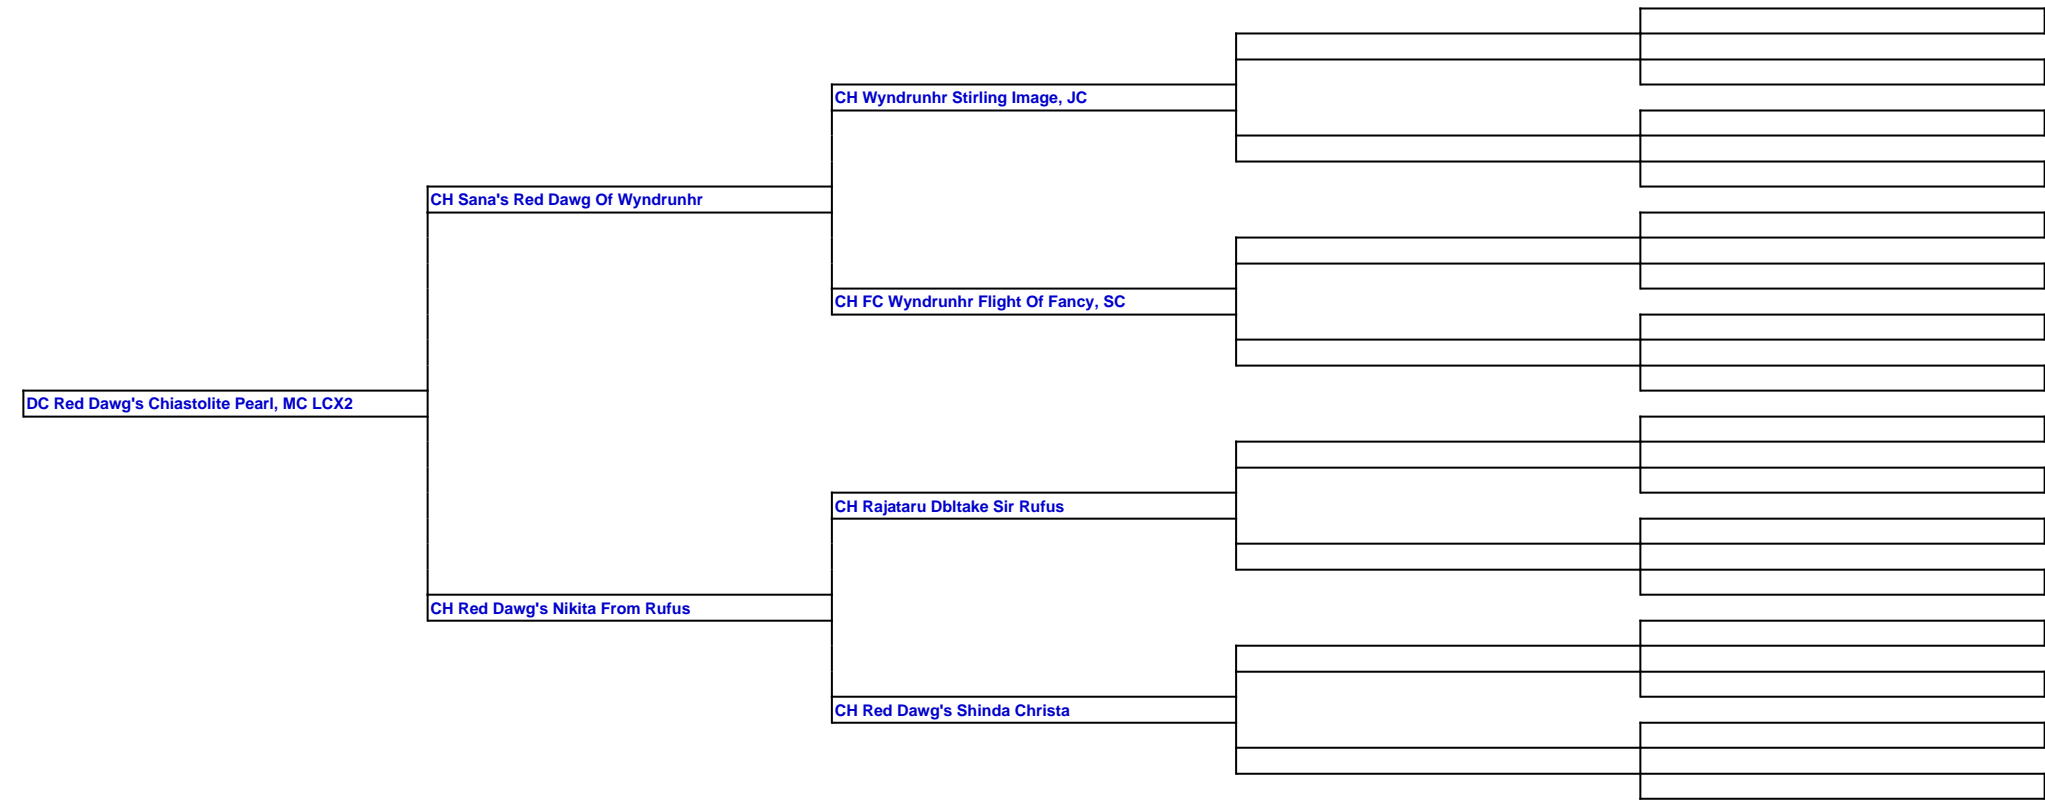 CH Wyndrunhr Stirling Image, JC
CH Sana's Red Dawg Of Wyndrunhr
CH FC Wyndrunhr Flight Of Fancy, SC
DC Red Dawg's Chiastolite Pearl, MC LCX2
CH Rajataru Dbltake Sir Rufus
CH Red Dawg's Nikita From Rufus
CH Red Dawg's Shinda Christa